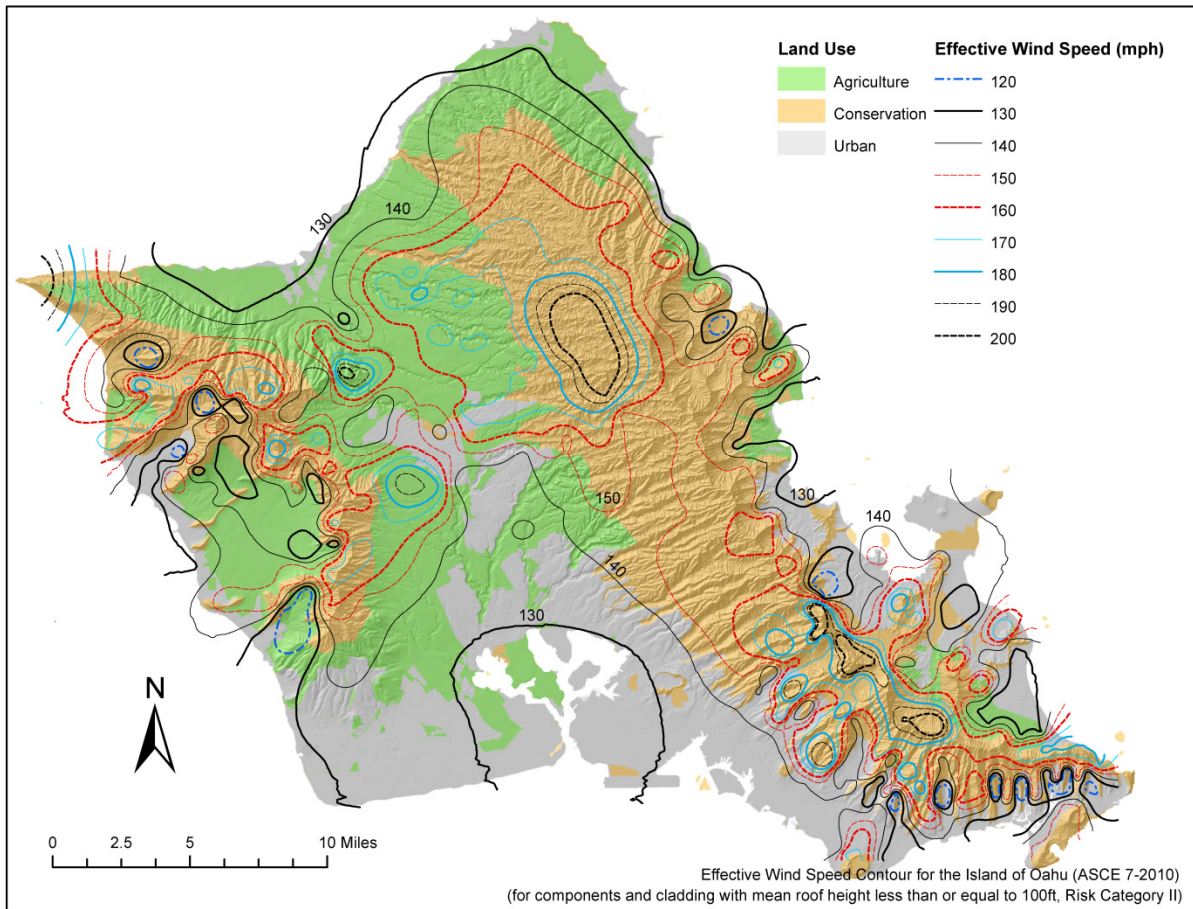 Land Use
Agriculture
Conservation
Urban
Effective Wind Speed (mph)
120
130
140
150
160
170
180
190
200
130
140
150
140
130
130
140
N
0 2.5 5 10 Miles
Effective Wind Speed Contour for the Island of Oahu (ASCE 7-2010)
(for components and cladding with mean roof height less than or equal to 100ft, Risk Category II)